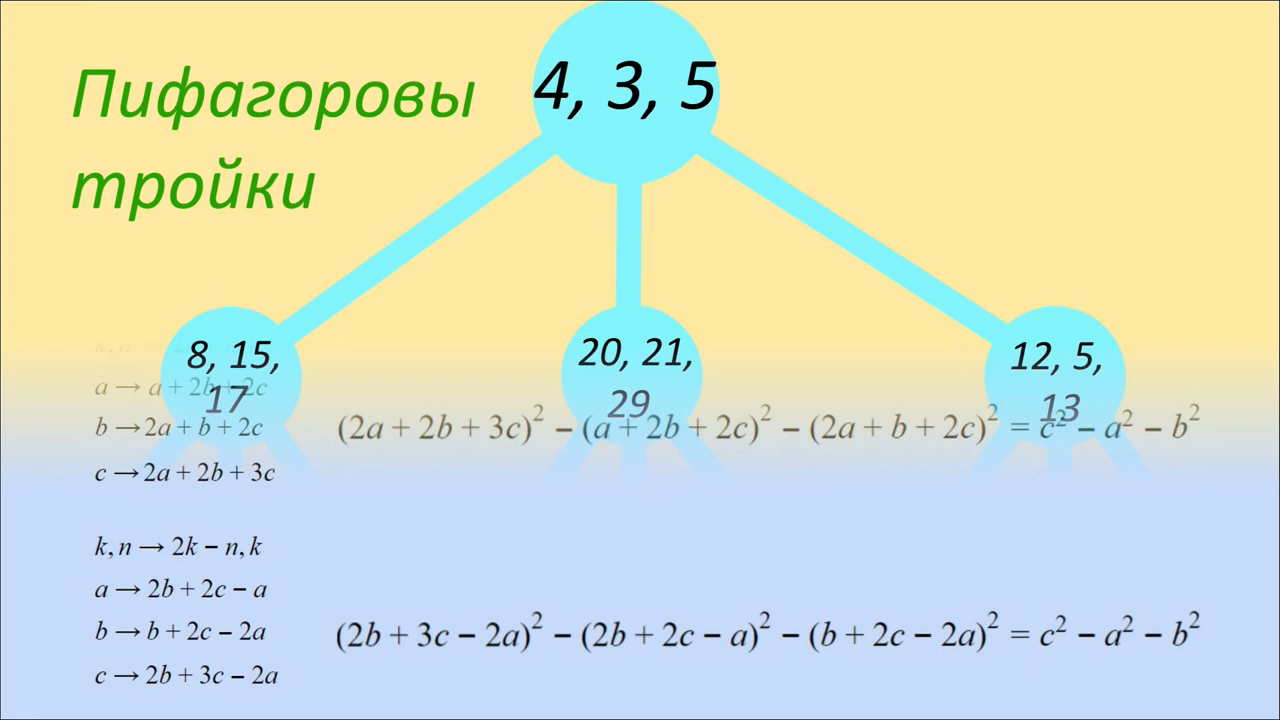 Пифагоровы
тройки
4, 3, 5
8, 15,
17
20, 21,
29
12, 5,
13
a → a + 2b + 2c
b → 2a + b + 2c
c → 2a + 2b + 3c
(2a + 2b + 3c)² − (a + 2b + 2c)² − (2a + b + 2c)² = c² − a² − b²
k, n → 2k − n, k
a → 2b + 2c − a
b → b + 2c − 2a
c → 2b + 3c − 2a
(2b + 3c − 2a)² − (2b + 2c − a)² − (b + 2c − 2a)² = c² − a² − b²